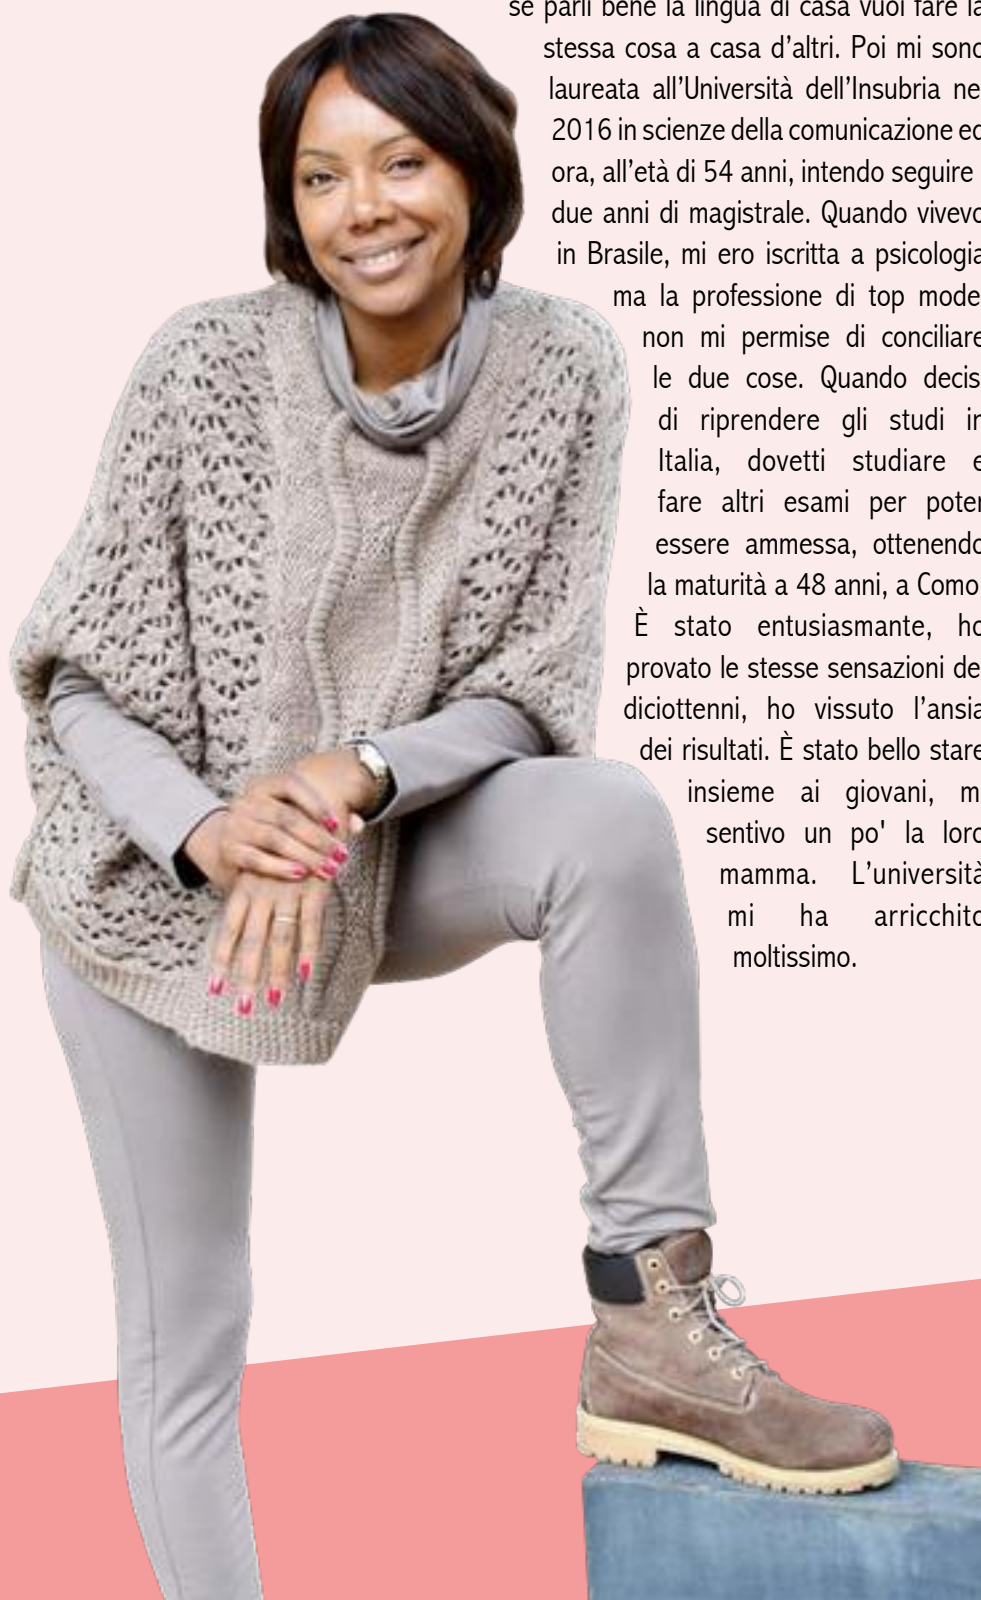 se parli bene la lingua di casa vuoi fare la
stessa cosa a casa d'altri. Poi mi sono
laureata all'Università dell'Insubria ne
2016 in scienze della comunicazione ed
ora, all'età di 54 anni, intendo seguire
due anni di magistrale. Quando vivevo
in Brasile, mi ero iscritta a psicologia
ma la professione di top mode
non mi permise di conciliare
le due cose. Quando decis
di riprendere gli studi in
Italia, dovetti studiare e
fare altri esami per poter
essere ammessa, ottenendo
la maturità a 48 anni, a Como
È stato entusiasmante, ho
provato le stesse sensazioni de
diciottenni, ho vissuto l'ansia
dei risultati. È stato bello stare
insieme ai giovani, m
sentivo un po' la loro
mamma. L'università
mi ha arricchito
moltissimo.